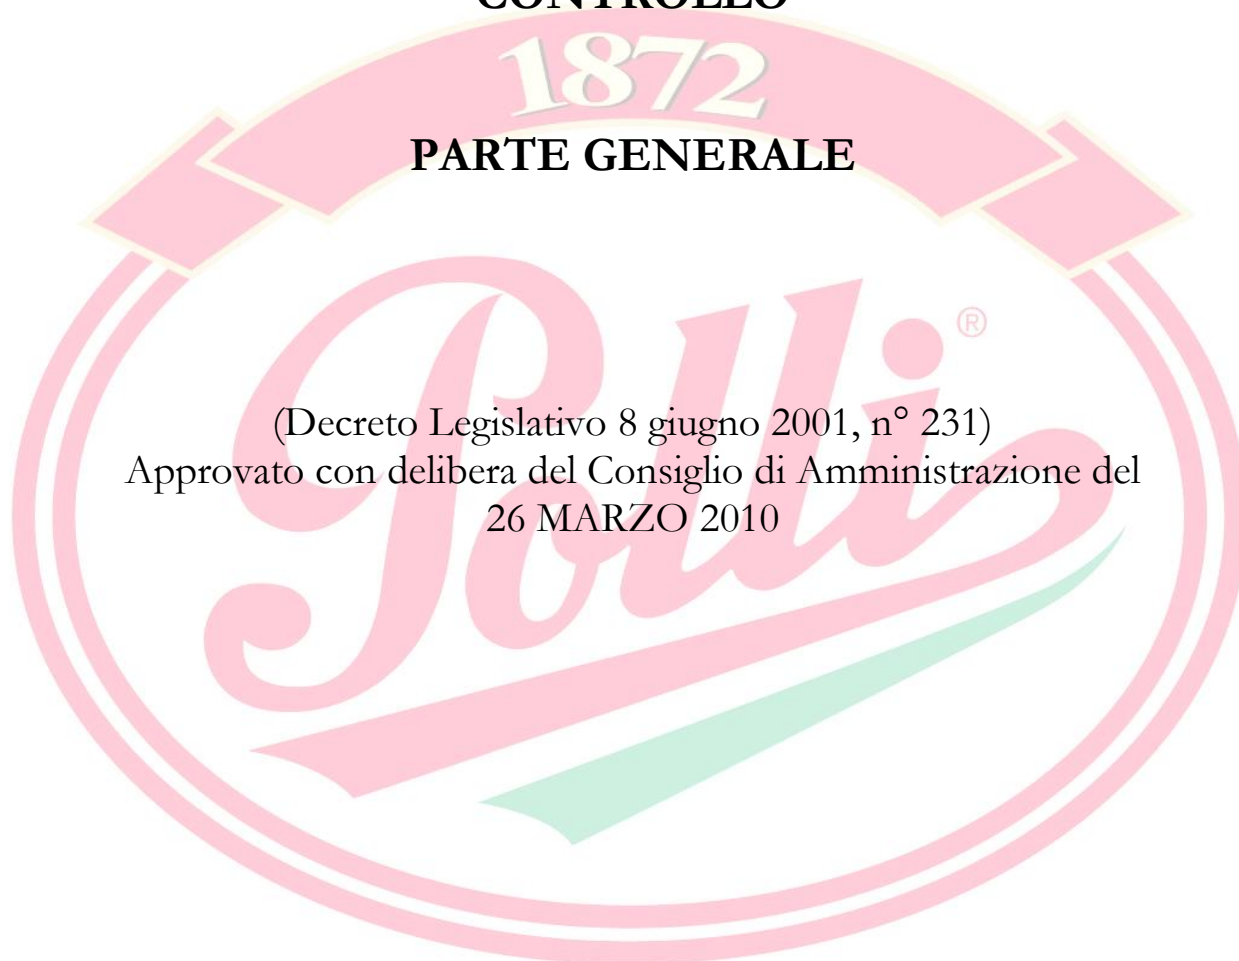 CONTROLLO
1872
PARTE GENERALE
Polli®
(Decreto Legislativo 8 giugno 2001, n° 231)
Approvato con delibera del Consiglio di Amministrazione del
26 MARZO 2010